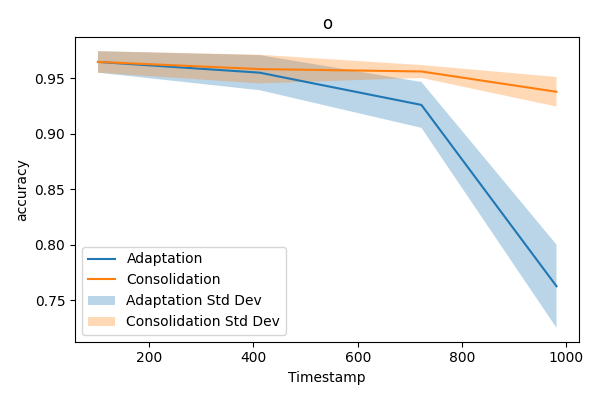 o
accuracy
0.95
0.90
0.85
0.80
0.75
Adaptation
Consolidation
Adaptation Std Dev
Consolidation Std Dev
200 400 600 800 1000
Timestamp